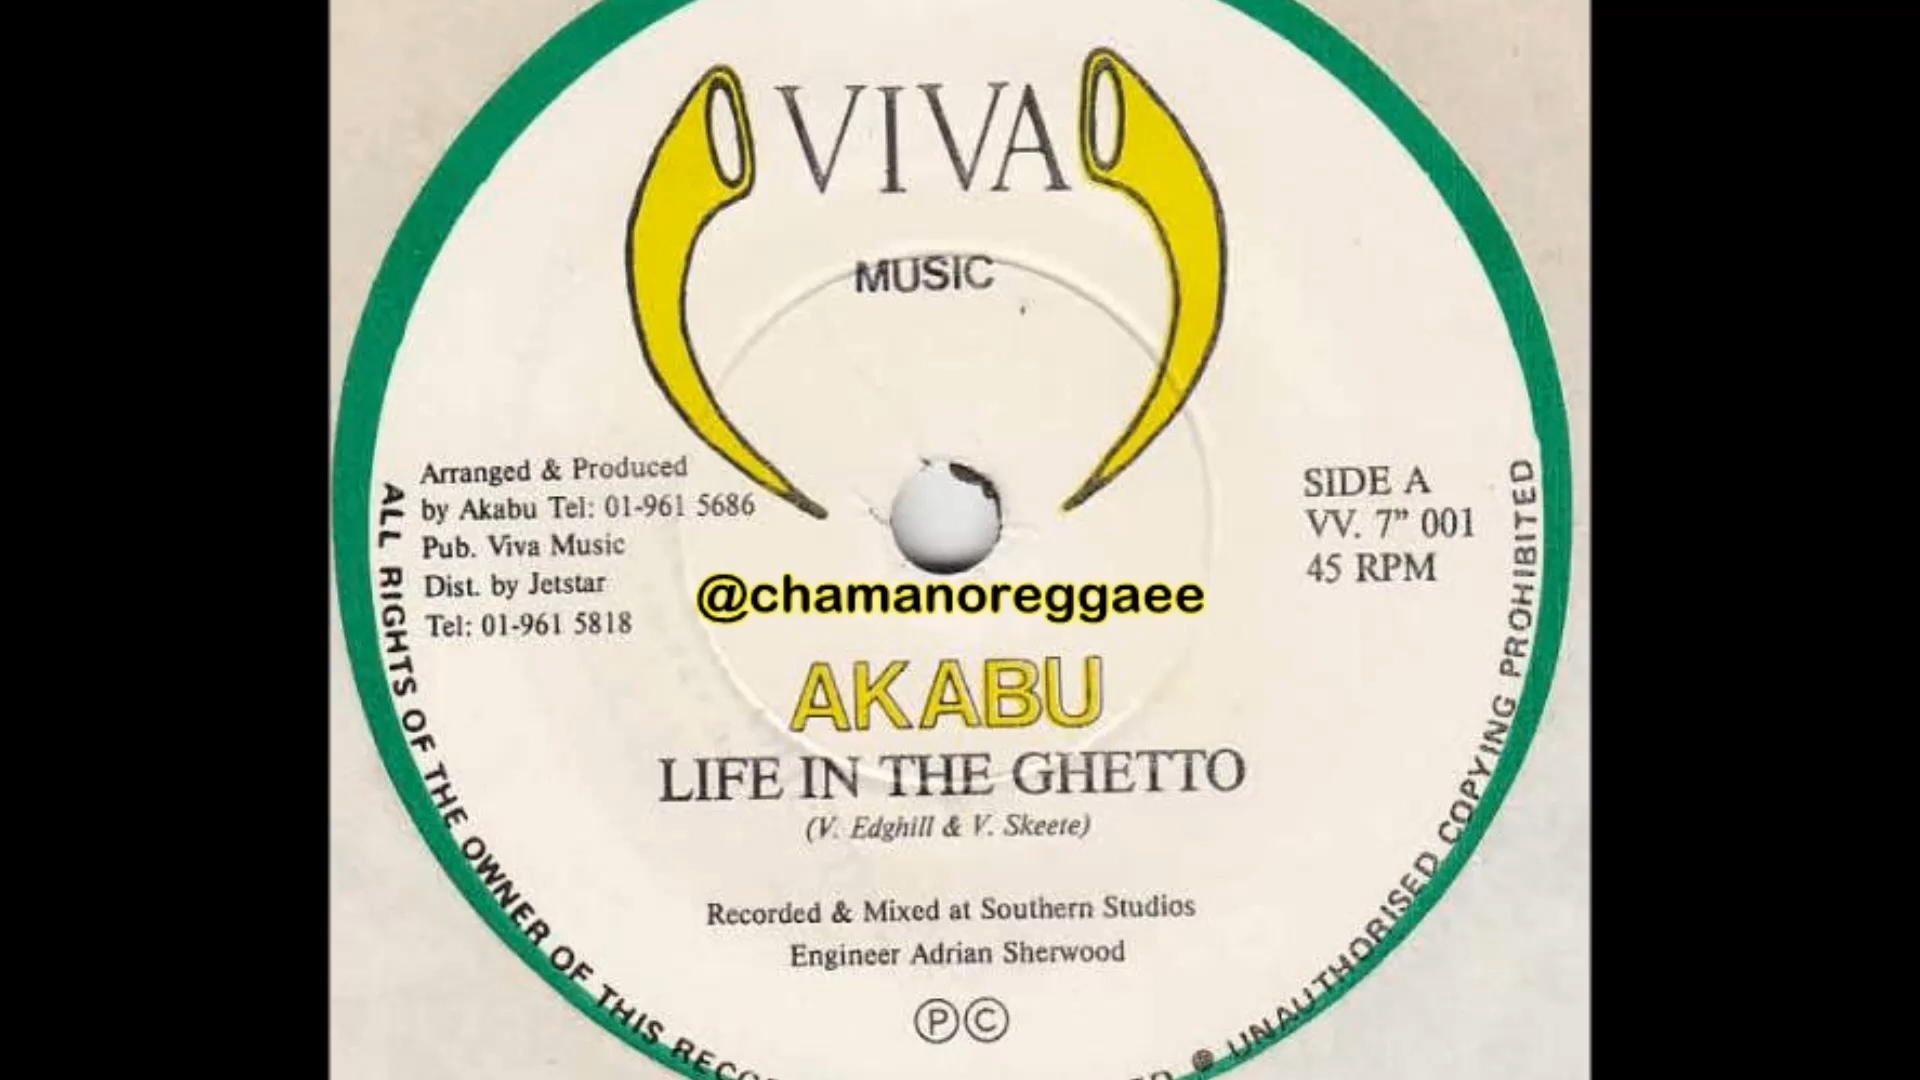 VIVA
MUSIC
Arranged & Produced
by Akabu Tel: 01-961 5686
Pub. Viva Music
Dist. by Jetstar
Tel: 01-961 5818
SIDE A
VV. 7” 001
45 RPM
@chamanoreggaee
AKABU
LIFE IN THE GHETTO
(V. Edghill & V. Skeete)
Recorded & Mixed at Southern Studios
Engineer Adrian Sherwood
Ⓟ©
ALL RIGHTS OF THE OWNER OF THIS
UNAUTHORISED COPYING PROHIBITED